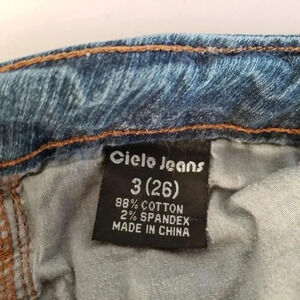 Cielo Jeans
3 (26)
98% COTTON
2% SPANDEX
MADE IN CHINA